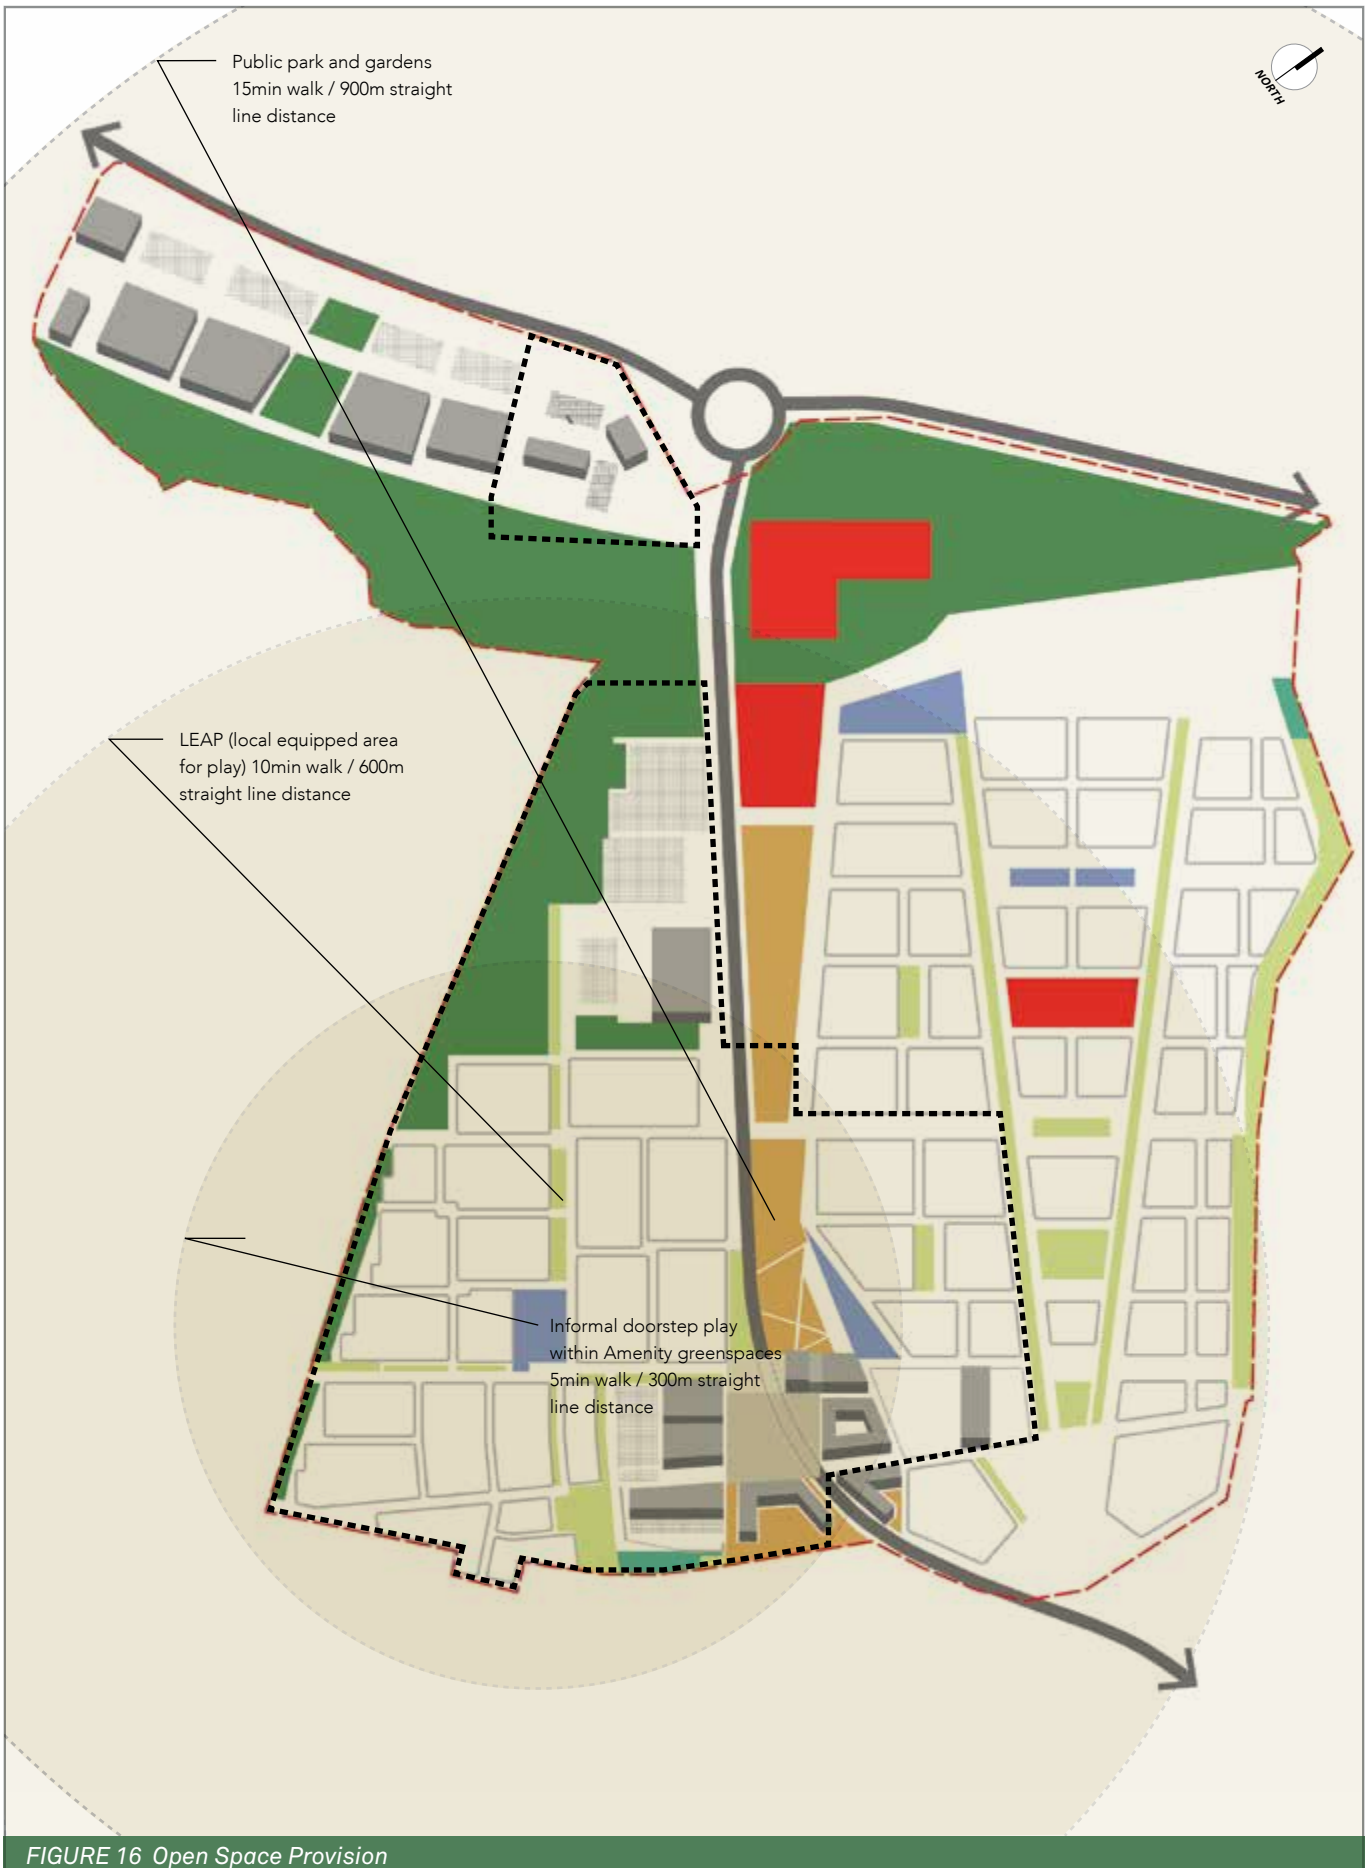 Public park and gardens
15min walk / 900m straight
line distance
NORTH
LEAP (local equipped area
for play) 10min walk / 600m
straight line distance
Informal doorstep play
within Amenity greenspaces
5min walk / 300m straight
line distance
FIGURE 16 Open Space Provision